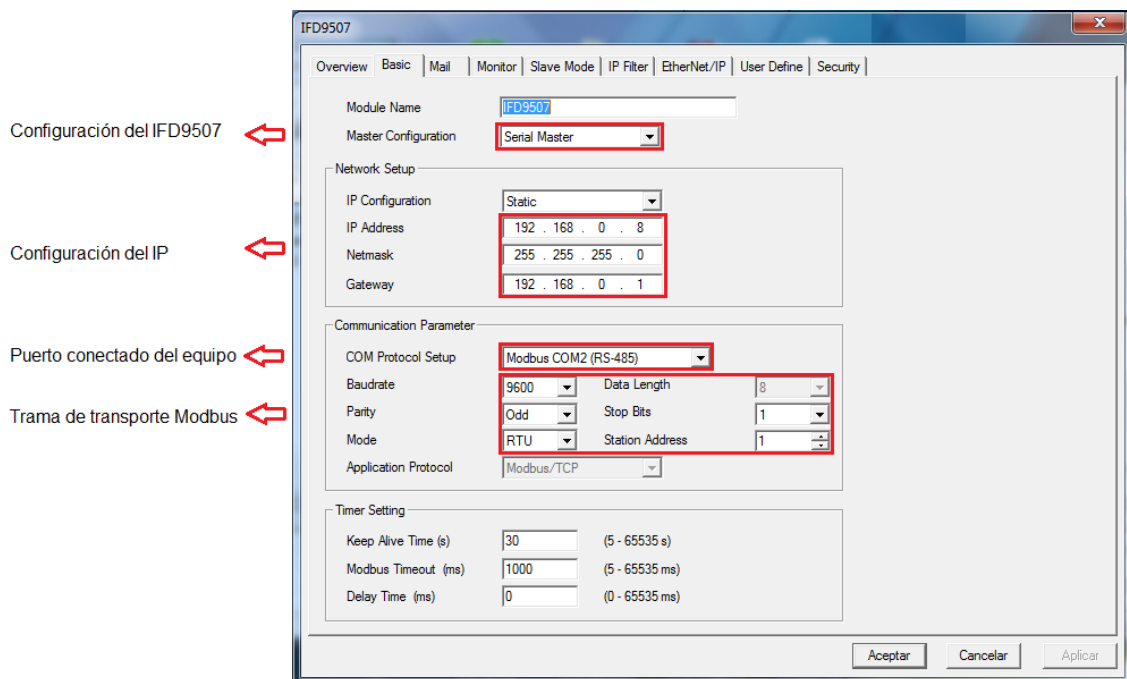 IFD9507
Overview Basic Mail Monitor Slave Mode IP Filter EtherNet/IP User Define Security
Module Name IFD9507
Configuración del IFD9507
Master Configuration Serial Master
Network Setup
IP Configuration Static
IP Address 192 . 168 . 0 . 8
Configuración del IP
Netmask 255 . 255 . 255 . 0
Gateway 192 . 168 . 0 . 1
Communication Parameter
Puerto conectado del equipo
COM Protocol Setup Modbus COM2 (RS-485)
Baudrate 9600 Data Length 8
Trama de transporte Modbus
Parity Odd Stop Bits 1
Mode RTU Station Address 1
Application Protocol Modbus/TCP
Timer Setting
Keep Alive Time (s) 30 (5 - 65535 s)
Modbus Timeout (ms) 1000 (5 - 65535 ms)
Delay Time (ms) 0 (0 - 65535 ms)
Aceptar Cancelar Aplicar